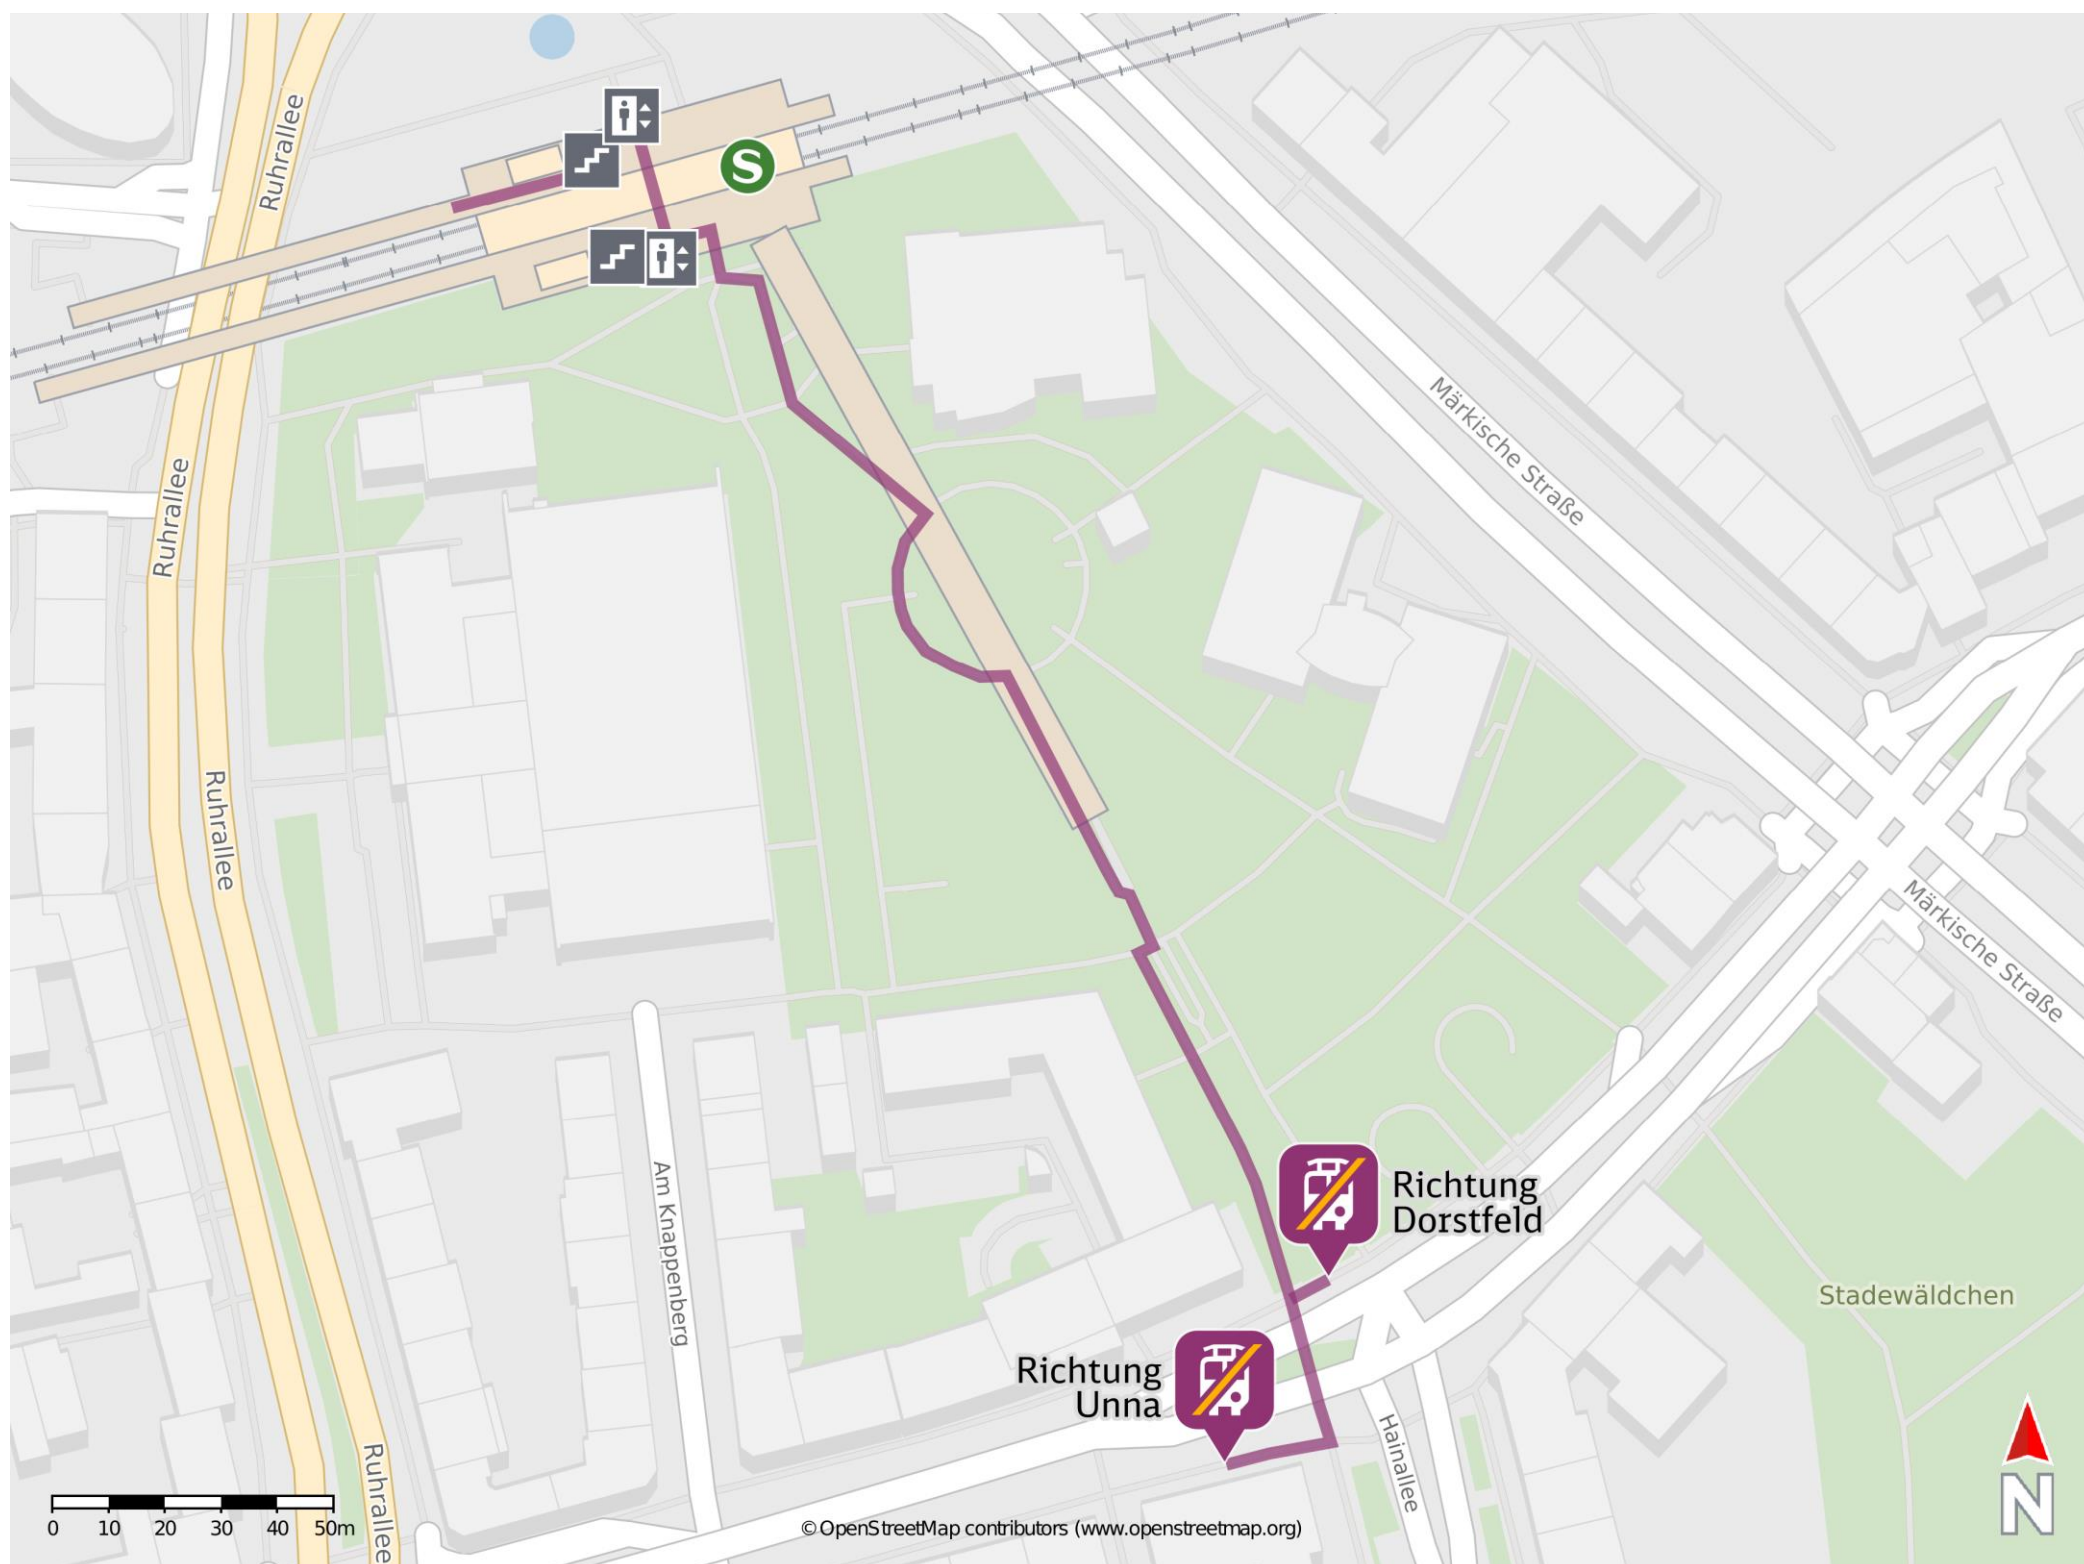 Ruhrallee
S
Märkische Straße
Ruhrallee
Ruhrallee
Märkische Straße
Am Knappenberg
Richtung
Dorstfeld
Stadewäldchen
Richtung
Unna
Hainallee
Ruhrallee
N
0 10 20 30 40 50m
© OpenStreetMap contributors (www.openstreetmap.org)